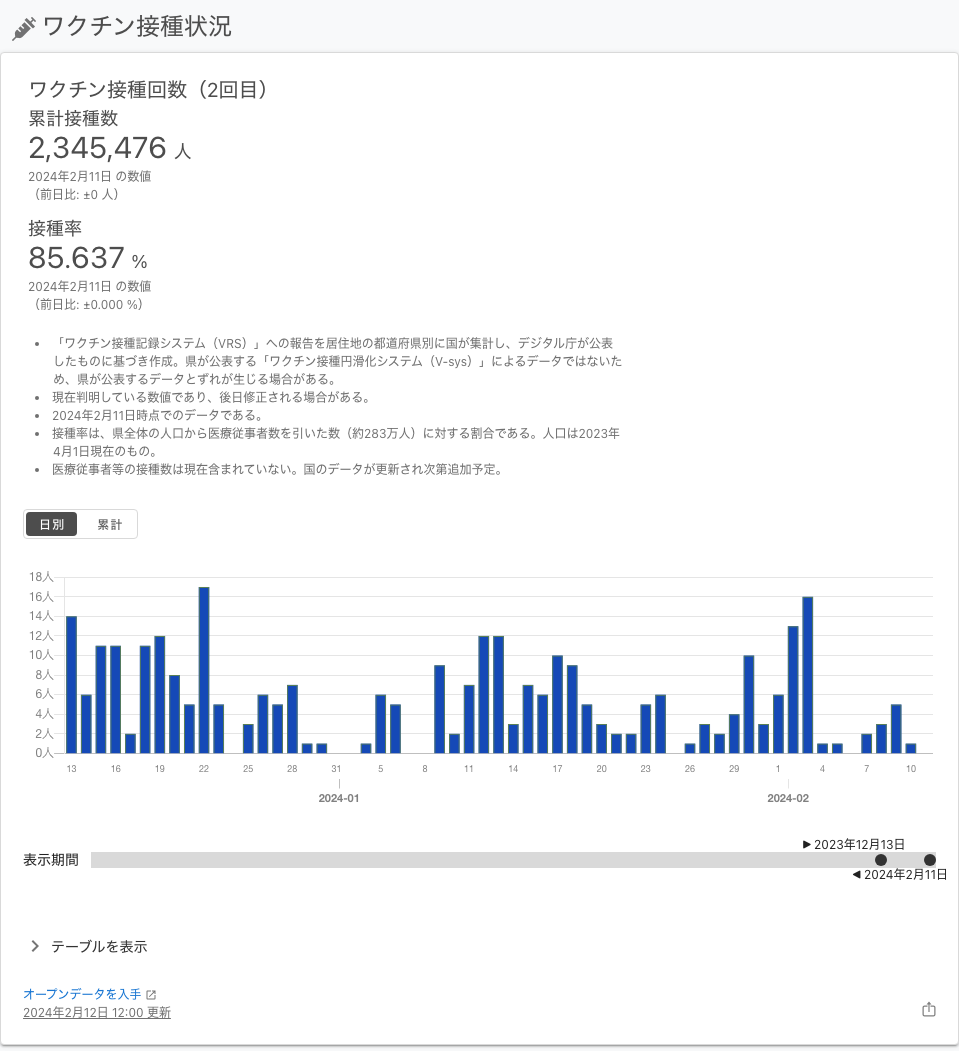 ワクチン接種状況
ワクチン接種回数（2回目）
累計接種数
2,345,476 人
2024年2月11日 の数値
（前日比: ±0 人）
接種率
85.637 %
2024年2月11日 の数値
（前日比: ±0.000 %）
• 「ワクチン接種記録システム（VRS）」への報告を居住地の都道府県別に国が集計し、デジタル庁が公表
したものに基づき作成。県が公表する「ワクチン接種円滑化システム（V-sys）」によるデータではないた
め、県が公表するデータとずれが生じる場合がある。
• 現在判明している数値であり、後日修正される場合がある。
• 2024年2月11日時点でのデータである。
• 接種率は、県全体の人口から医療従事者数を引いた数（約283万人）に対する割合である。人口は2023年
4月1日現在のもの。
• 医療従事者等の接種数は現在含まれていない。国のデータが更新され次第追加予定。
日別 累計
18人
16人
14人
12人
10人
8人
6人
4人
2人
0人
13 16 19 22 25 28 31 5 8 11 14 17 20 23 26 29 1 4 7 10
2024-01 2024-02
▶ 2023年12月13日
表示期間
◀ 2024年2月11日
テーブルを表示
オープンデータを入手
2024年2月12日 12:00 更新